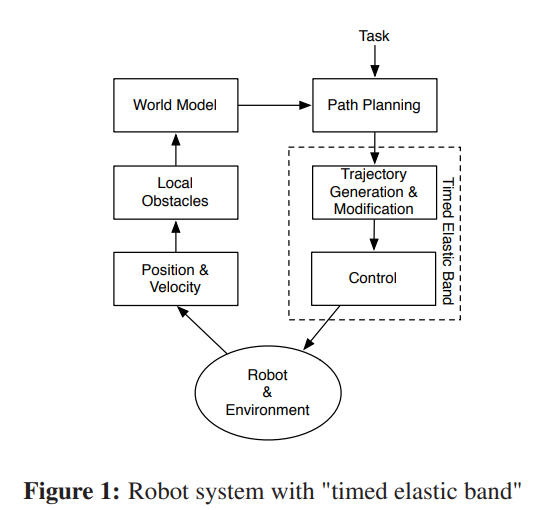 Task
World Model
Path Planning
Local
Obstacles
Trajectory
Generation &
Modification
Timed Elastic Band
Position &
Velocity
Control
Robot
&
Environment
Figure 1: Robot system with "timed elastic band"